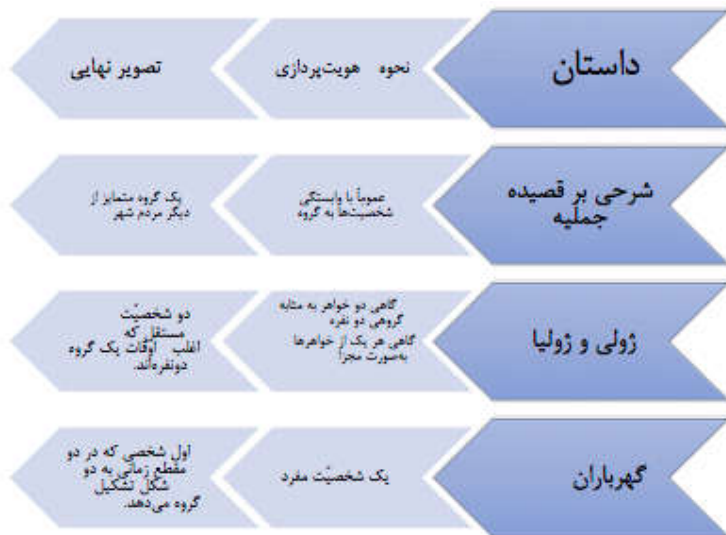 داستان
نحوه هویت‌پردازی
تصویر نهایی
شرحی بر قصیده
جملیه
عموماً با وابستگی
شخصیت‌ها به گروه
یک گروه متمایز از
دیگر مردم شهر
ژولی و ژولیا
گاهی دو خواهر به مثابه
گروهی دو نفره
گاهی هر یک از خواهرها
به‌صورت مجزا
دو شخصیّت
مستقل که
اغلب اوقات یک گروه
دونفره‌اند.
گهرباران
یک شخصیّت مفرد
اول شخصی که در دو
مقطع زمانی به دو
شکل تشکیل
گروه می‌دهد.